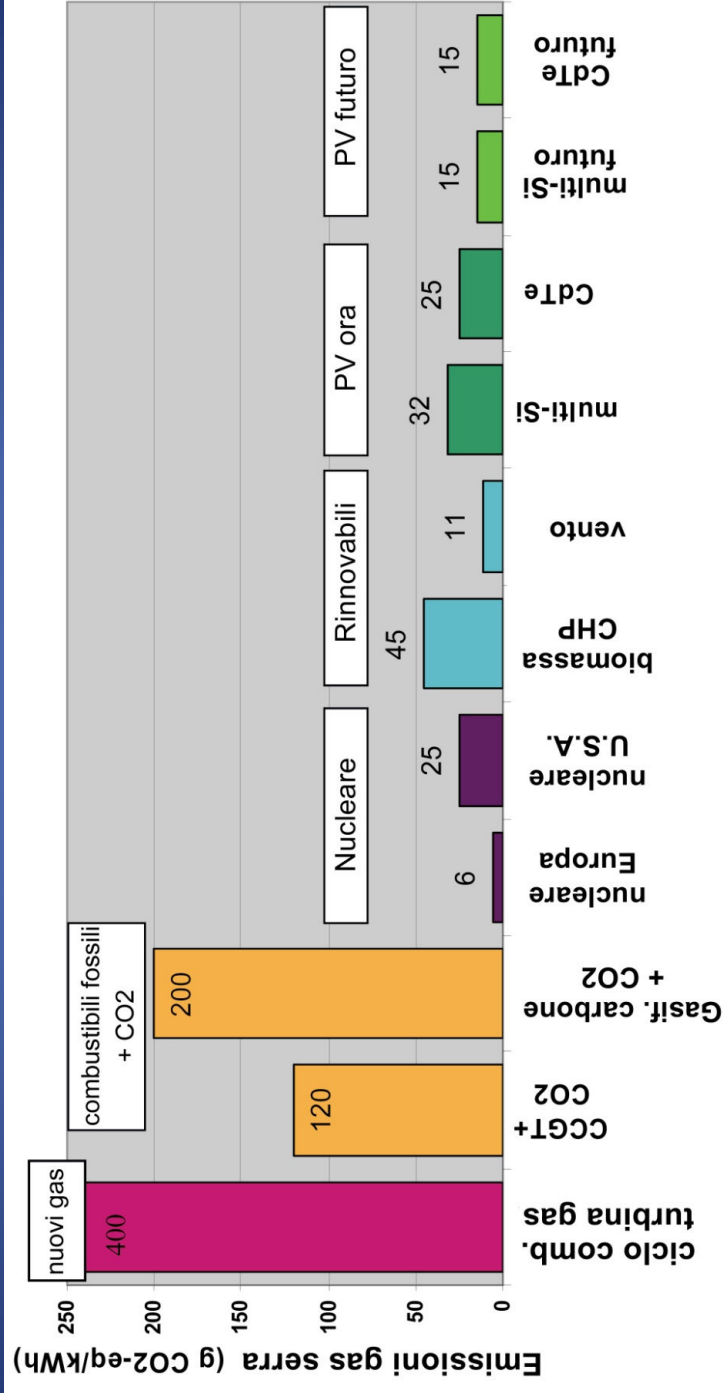 Emissioni gas serra (g CO2-eq/kWh)
250
200
150
100
50
0
nuovi gas
combustibili fossili
+ CO2
Nucleare
Rinnovabili
PV ora
PV futuro
400
120
200
6
25
45
11
32
25
15
15
ciclo comb.
turbina gas
CCGT+
CO2
Gasif. carbone
+ CO2
nucleare
Europa
nucleare
U.S.A.
biomassa
CHP
vento
multi-Si
CdTe
multi-Si
futuro
CdTe
futuro